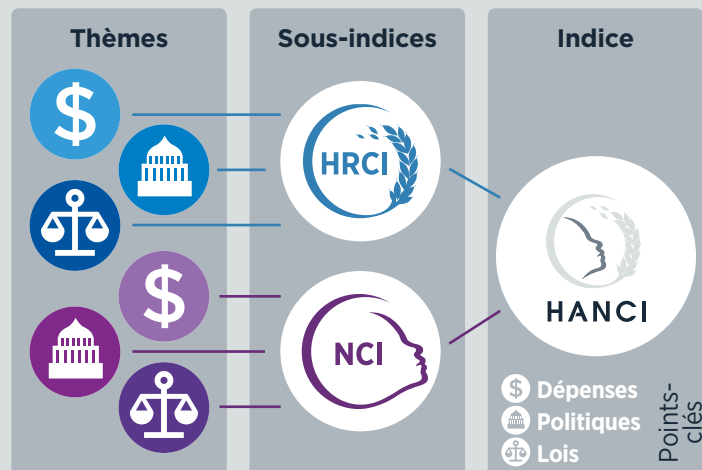 Thèmes
Sous-indices
Indice
$
HRCI
$
NCI
HANCI
$ Dépenses
Politiques
Lois
Points-
clés